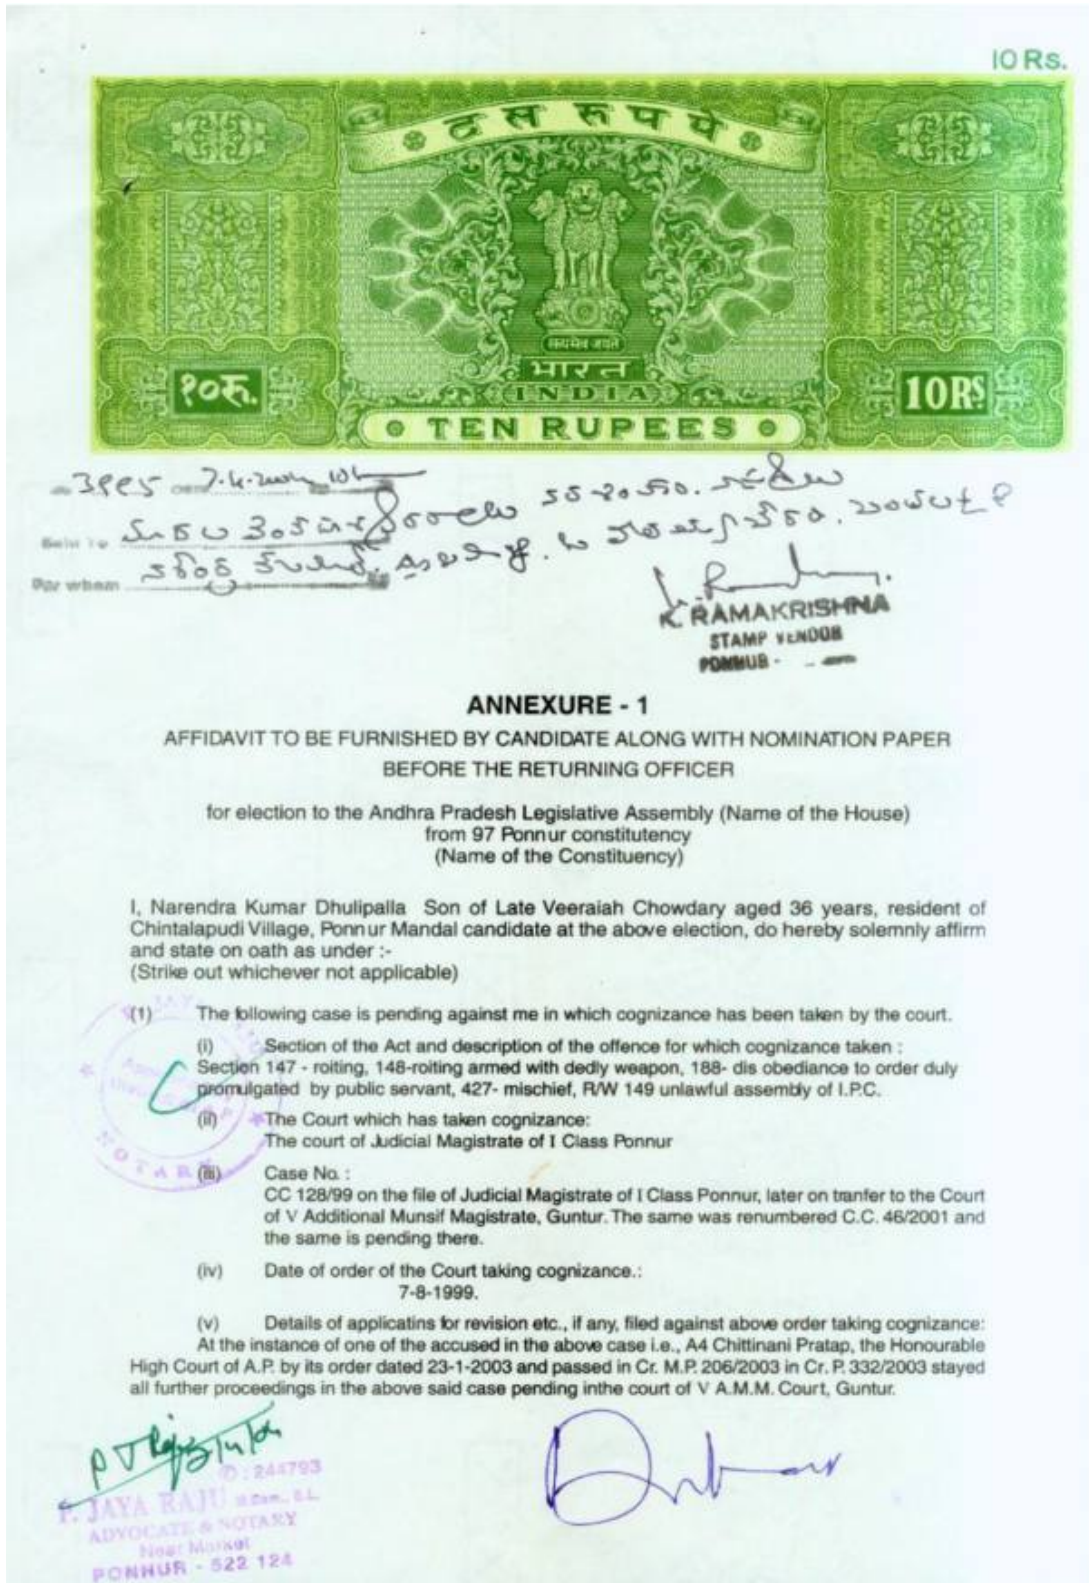 10 Rs.
दस रुपये
सत्यमेव जयते
भारत
INDIA
१०रु.
10RS
TEN RUPEES
Sold to
For whom
K. RAMAKRISHNA
STAMP VENDOR
ANNEXURE - 1
AFFIDAVIT TO BE FURNISHED BY CANDIDATE ALONG WITH NOMINATION PAPER
BEFORE THE RETURNING OFFICER
for election to the Andhra Pradesh Legislative Assembly (Name of the House)
from 97 Ponnur constitutency
(Name of the Constituency)
I, Narendra Kumar Dhulipalla Son of Late Veeraiah Chowdary aged 36 years, resident of
Chintalapudi Village, Ponnur Mandal candidate at the above election, do hereby solemnly affirm
and state on oath as under :-
(Strike out whichever not applicable)
(1) The following case is pending against me in which cognizance has been taken by the court.
(i) Section of the Act and description of the offence for which cognizance taken :
Section 147 - roiting, 148-roiting armed with dedly weapon, 188- dis obediance to order duly
promulgated by public servant, 427- mischief, R/W 149 unlawful assembly of I.P.C.
(ii) The Court which has taken cognizance:
The court of Judicial Magistrate of I Class Ponnur
NOTARY
(iii) Case No. :
CC 128/99 on the file of Judicial Magistrate of I Class Ponnur, later on tranfer to the Court
of V Additional Munsif Magistrate, Guntur. The same was renumbered C.C. 46/2001 and
the same is pending there.
(iv) Date of order of the Court taking cognizance.:
7-8-1999.
(v) Details of applicatins for revision etc., if any, filed against above order taking cognizance:
At the instance of one of the accused in the above case i.e., A4 Chittinani Pratap, the Honourable
High Court of A.P. by its order dated 23-1-2003 and passed in Cr. M.P. 206/2003 in Cr. P. 332/2003 stayed
all further proceedings in the above said case pending inthe court of V A.M.M. Court, Guntur.
: 244793
P. JAYA RAJU B.Com., B.L.
ADVOCATE & NOTARY
Near Market
PONNUR - 522 124